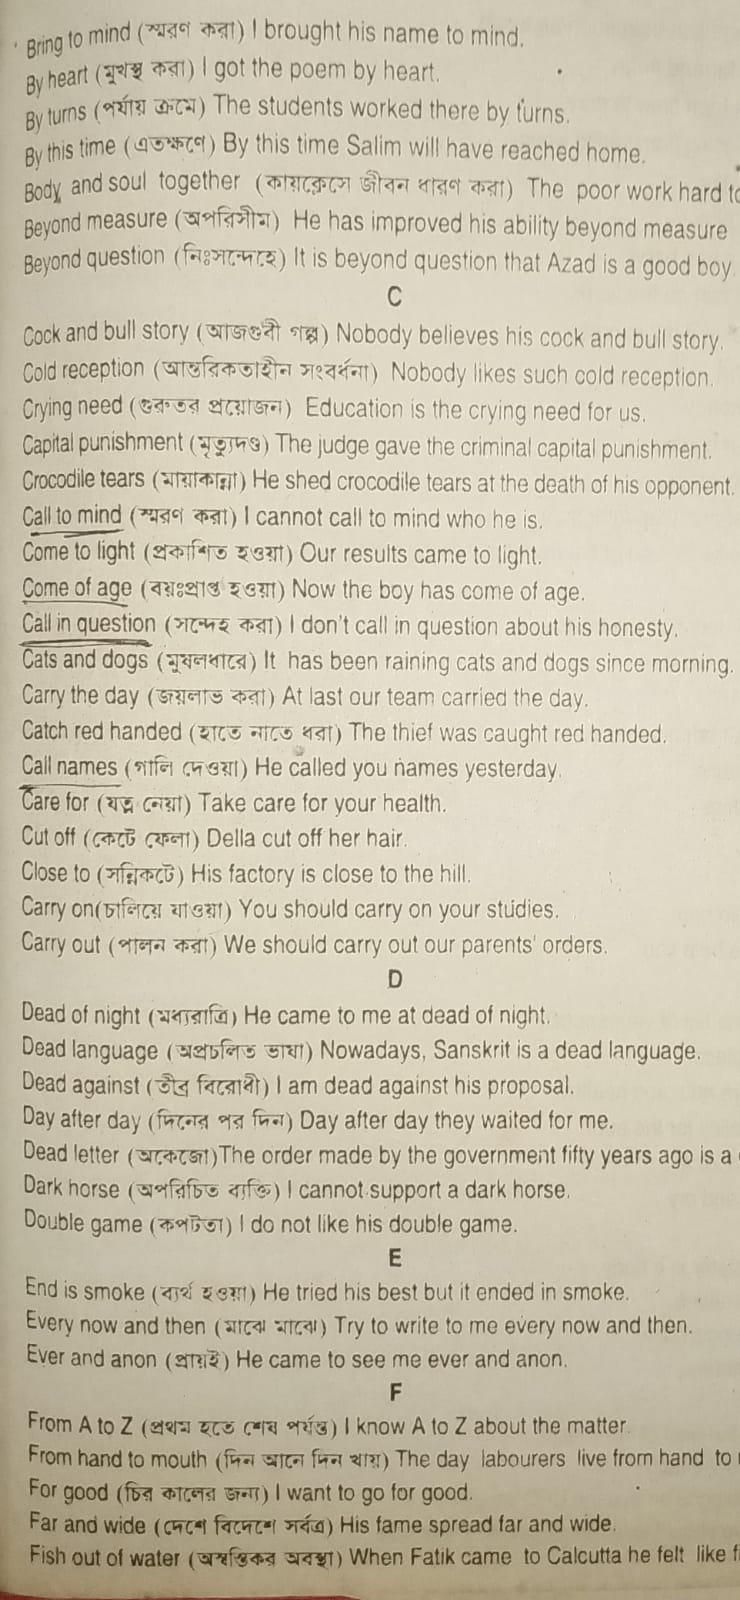 Bring to mind (স্মরণ করা) I brought his name to mind.
By heart (মুখস্থ করা) I got the poem by heart.
By turns (পর্যায় ক্রমে) The students worked there by turns.
By this time (এতক্ষণে) By this time Salim will have reached home.
Body and soul together (কায়ক্লেসে জীবন ধারণ করা) The poor work hard
Beyond measure (অপরিসীম) He has improved his ability beyond measure
Beyond question (নিঃসন্দেহে) It is beyond question that Azad is a good boy.
C
Cock and bull story (আজগুবী গল্প) Nobody believes his cock and bull story.
Cold reception (আন্তরিকতাহীন সংবর্ধনা) Nobody likes such cold reception.
Crying need (গুরুতর প্রয়োজন) Education is the crying need for us.
Capital punishment (মৃত্যুদণ্ড) The judge gave the criminal capital punishment.
Crocodile tears (মায়াকান্না) He shed crocodile tears at the death of his opponent.
Call to mind (স্মরণ করা) I cannot call to mind who he is.
Come to light (প্রকাশিত হওয়া) Our results came to light.
Come of age (বয়ঃপ্রাপ্ত হওয়া) Now the boy has come of age.
Call in question (সন্দেহ করা) I don't call in question about his honesty.
Cats and dogs (মুষলধারে) It has been raining cats and dogs since morning.
Carry the day (জয়লাভ করা) At last our team carried the day.
Catch red handed (হাতে নাতে ধরা) The thief was caught red handed.
Call names (গালি দেওয়া) He called you names yesterday.
Care for (যত্ন নেয়া) Take care for your health.
Cut off (কেটে ফেলা) Della cut off her hair.
Close to (সন্নিকটে) His factory is close to the hill.
Carry on(চালিয়ে যাওয়া) You should carry on your studies.
Carry out (পালন করা) We should carry out our parents' orders.
D
Dead of night (মধ্যরাত্রি) He came to me at dead of night.
Dead language (অপ্রচলিত ভাষা) Nowadays, Sanskrit is a dead language.
Dead against (তীব্র বিরোধী) I am dead against his proposal.
Day after day (দিনের পর দিন) Day after day they waited for me.
Dead letter (অকেজো)The order made by the government fifty years ago is a
Dark horse (অপরিচিত ব্যক্তি) I cannot support a dark horse.
Double game (কপটতা) I do not like his double game.
E
End is smoke (ব্যর্থ হওয়া) He tried his best but it ended in smoke.
Every now and then (মাঝে মাঝে) Try to write to me every now and then.
Ever and anon (প্রায়ই) He came to see me ever and anon.
F
From A to Z (প্রথম হতে শেষ পর্যন্ত) I know A to Z about the matter.
From hand to mouth (দিন আনে দিন খায়) The day labourers live from hand to
For good (চির কালের জন্য) I want to go for good.
Far and wide (দেশে বিদেশে সর্বত্র) His fame spread far and wide.
Fish out of water (অস্বস্তিকর অবস্থা) When Fatik came to Calcutta he felt like